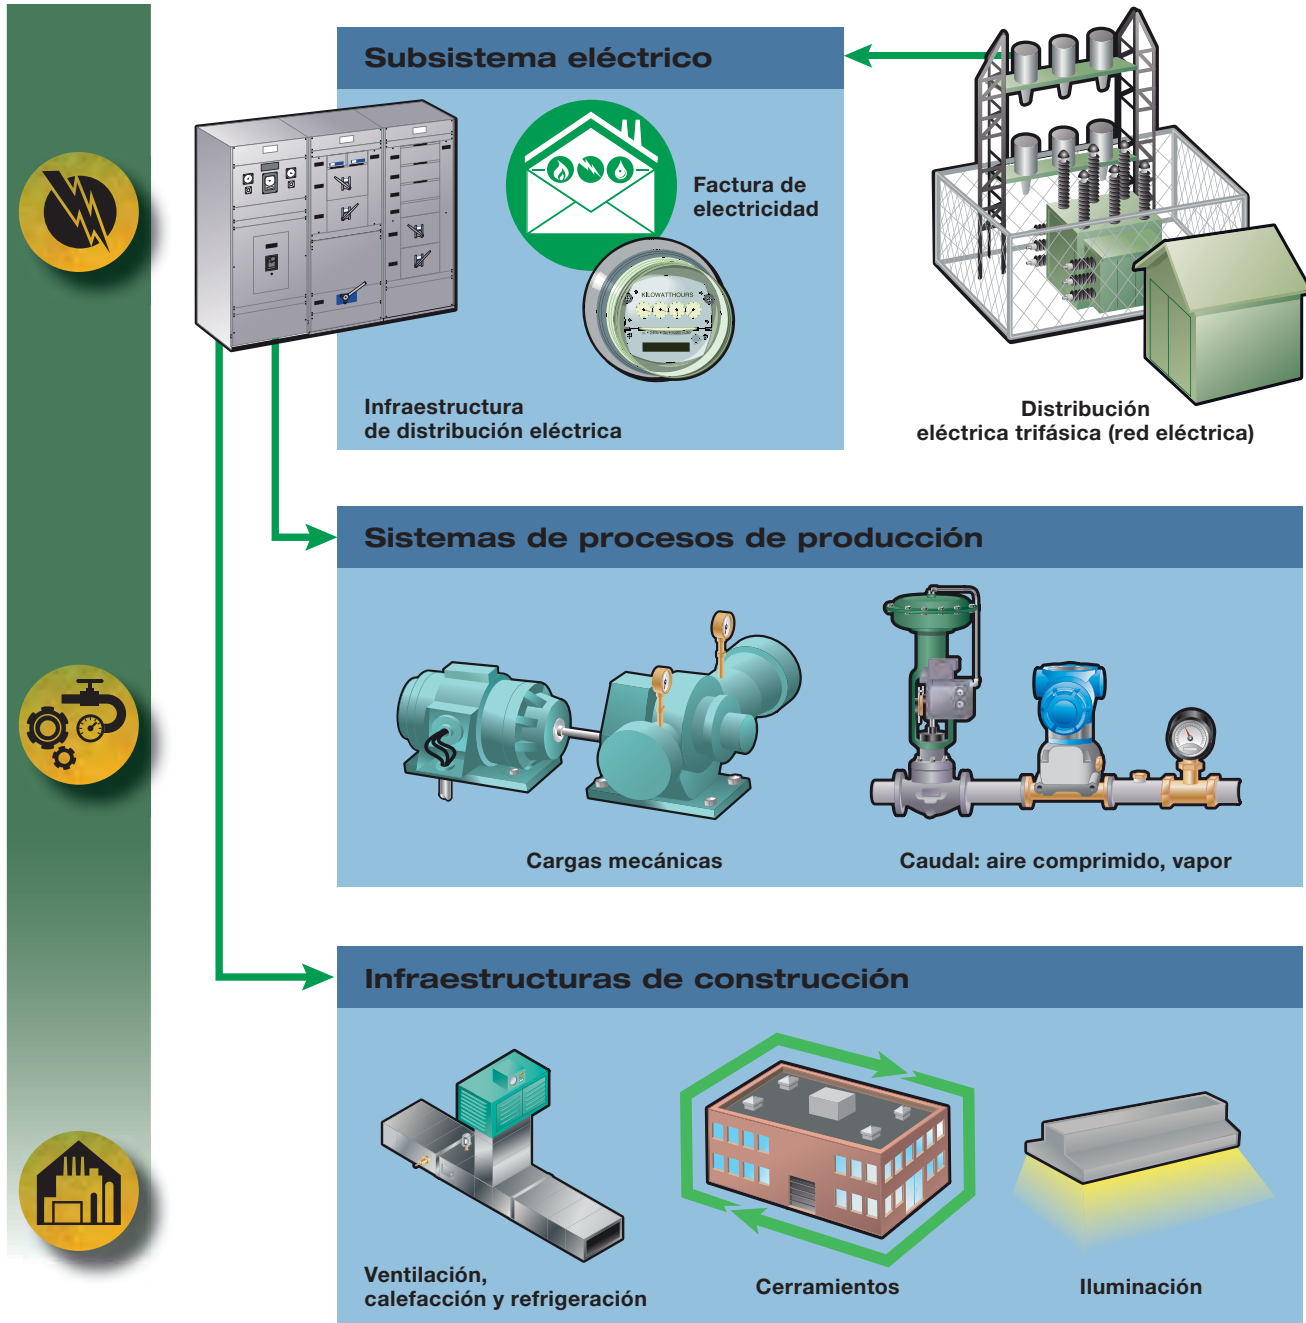 Subsistema eléctrico
Factura de
electricidad
KILOWATTHOURS
Infraestructura
de distribución eléctrica
Distribución
eléctrica trifásica (red eléctrica)
Sistemas de procesos de producción
Cargas mecánicas
Caudal: aire comprimido, vapor
Infraestructuras de construcción
Ventilación,
calefacción y refrigeración
Cerramientos
Iluminación